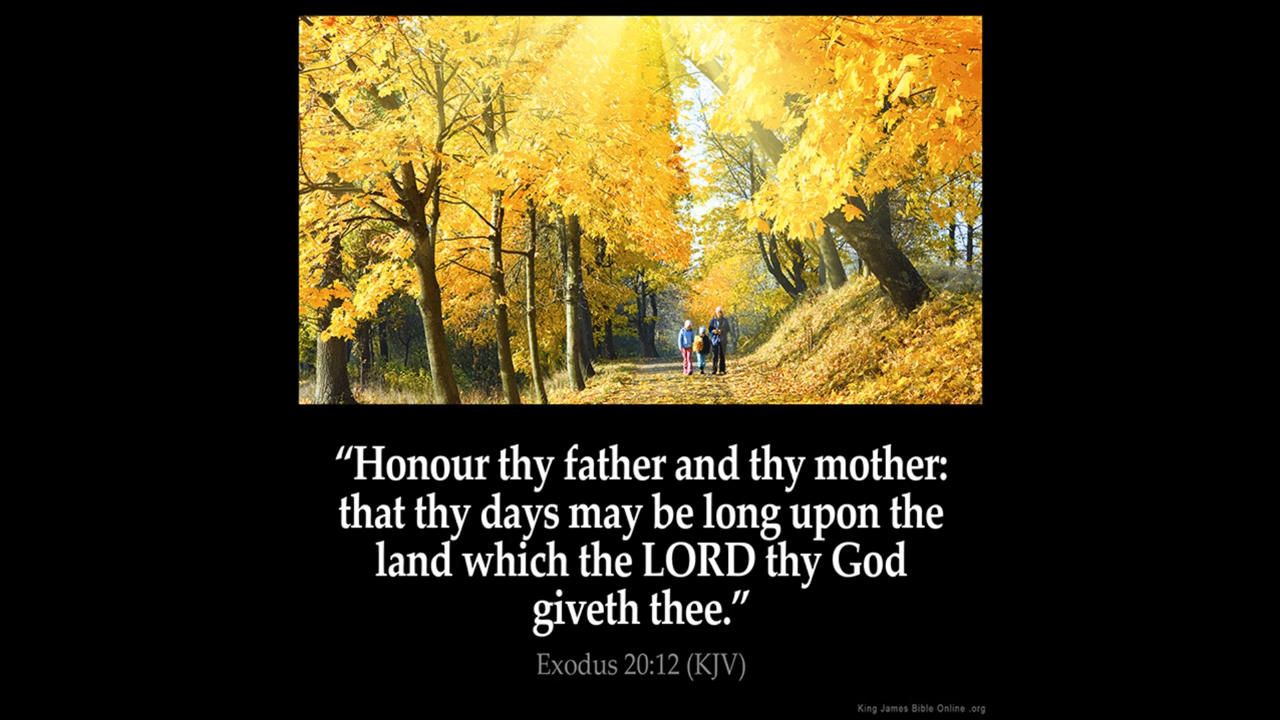 “Honour thy father and thy mother:
that thy days may be long upon the
land which the LORD thy God
giveth thee.”
Exodus 20:12 (KJV)
King James Bible Online .org